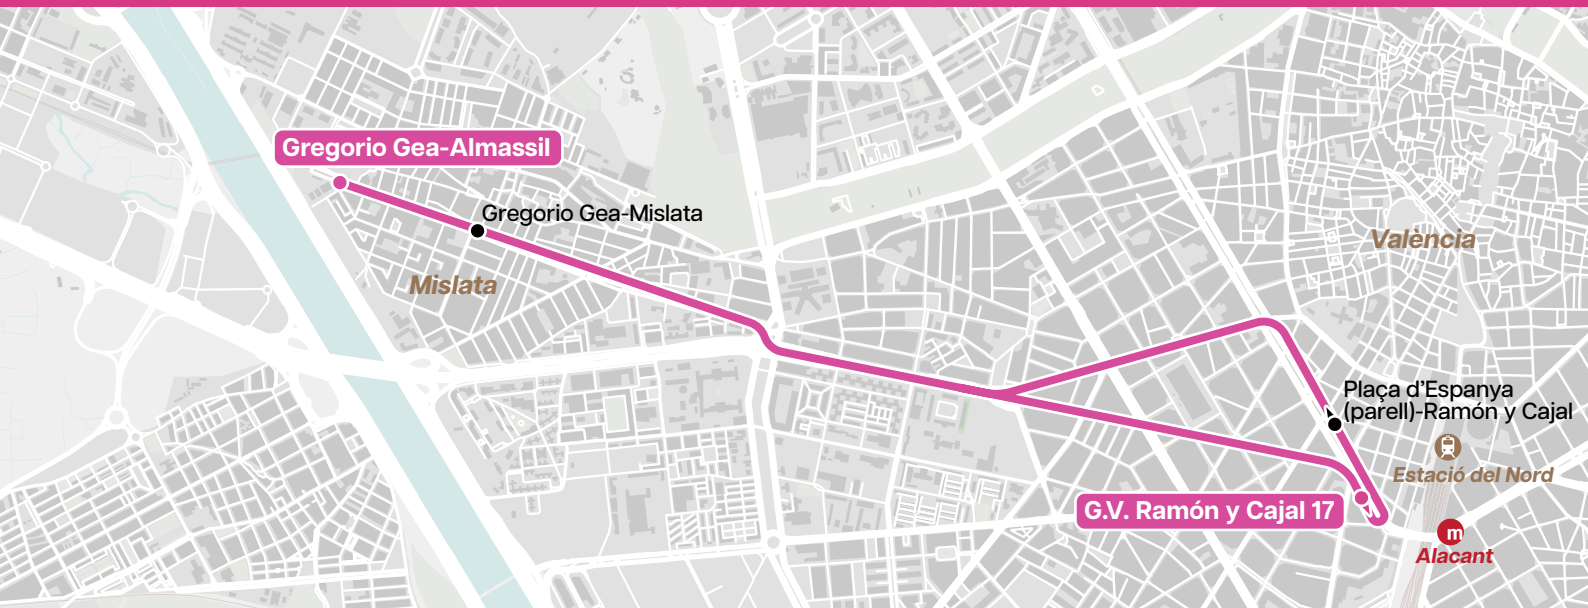 Gregorio Gea-Almassil
Gregorio Gea-Mislata
València
Mislata
Plaça d'Espanya
(parell)-Ramón y Cajal
Estació del Nord
G.V. Ramón y Cajal 17
m
Alacant